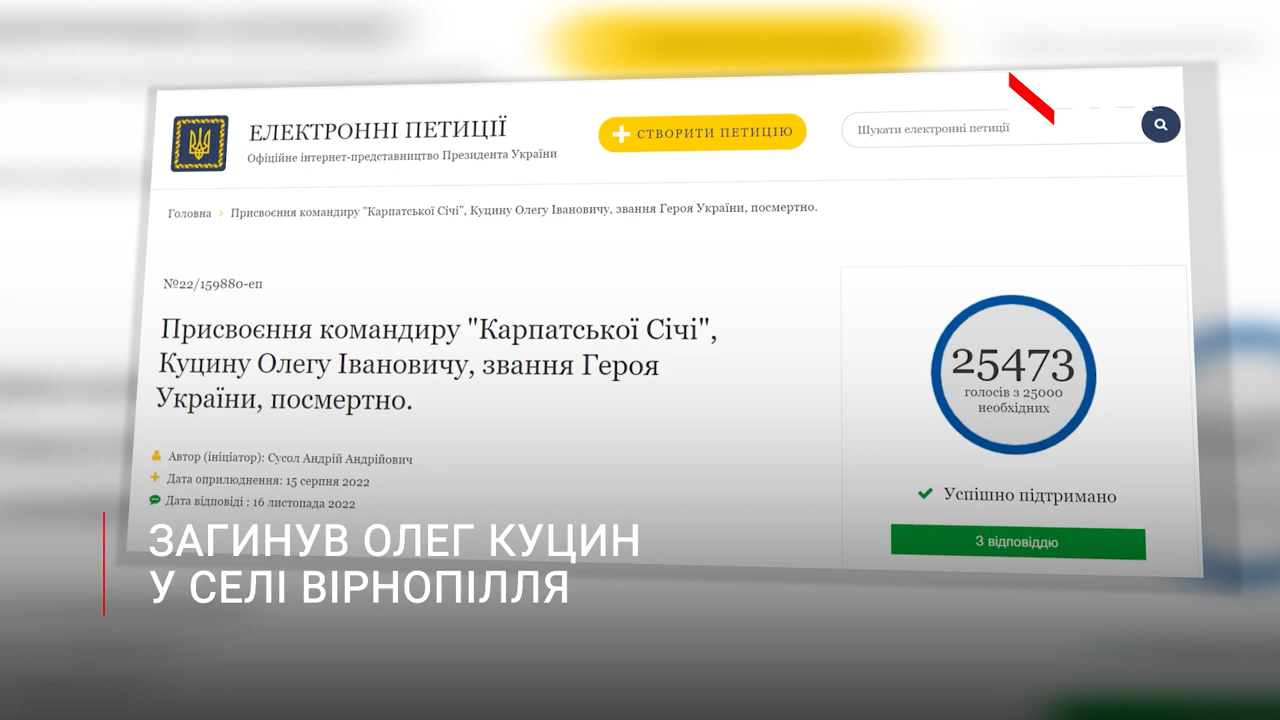 ЕЛЕКТРОННІ ПЕТИЦІЇ
Офіційне інтернет-представництво Президента України
СТВОРИТИ ПЕТИЦІЮ
Шукати електронні петиції
Головна > Присвоєння командиру "Карпатської Січі", Куцину Олегу Івановичу, звання Героя України, посмертно.
№22/159880-еп
Присвоєння командиру "Карпатської Січі",
Куцину Олегу Івановичу, звання Героя
України, посмертно.
Автор (ініціатор): Сусол Андрій Андрійович
Дата оприлюднення: 15 серпня 2022
Дата відповіді : 16 листопада 2022
25473
голосів з 25000
необхідних
Успішно підтримано
З відповіддю
ЗАГИНУВ ОЛЕГ КУЦИН
У СЕЛІ ВІРНОПІЛЛЯ